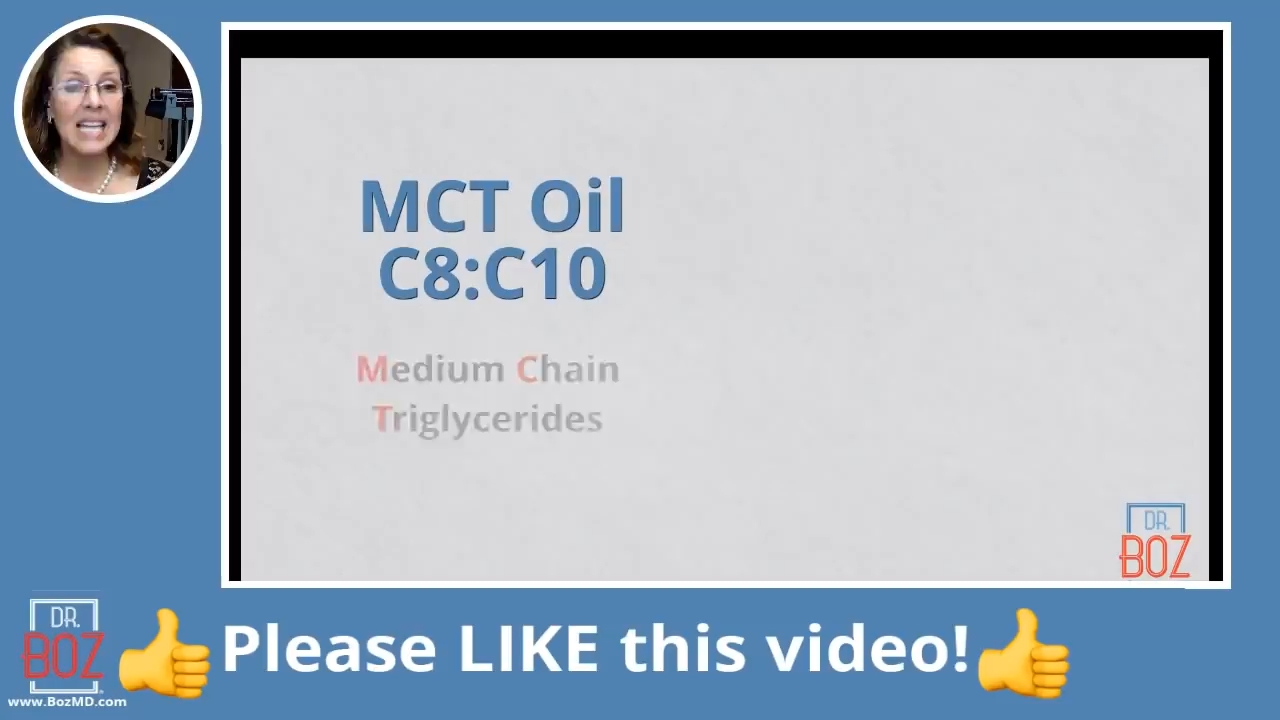 MCT Oil
C8:C10
Medium Chain
Triglycerides
DR.
BOZ
DR.
BOZ
www.BozMD.com
👍Please LIKE this video!👍